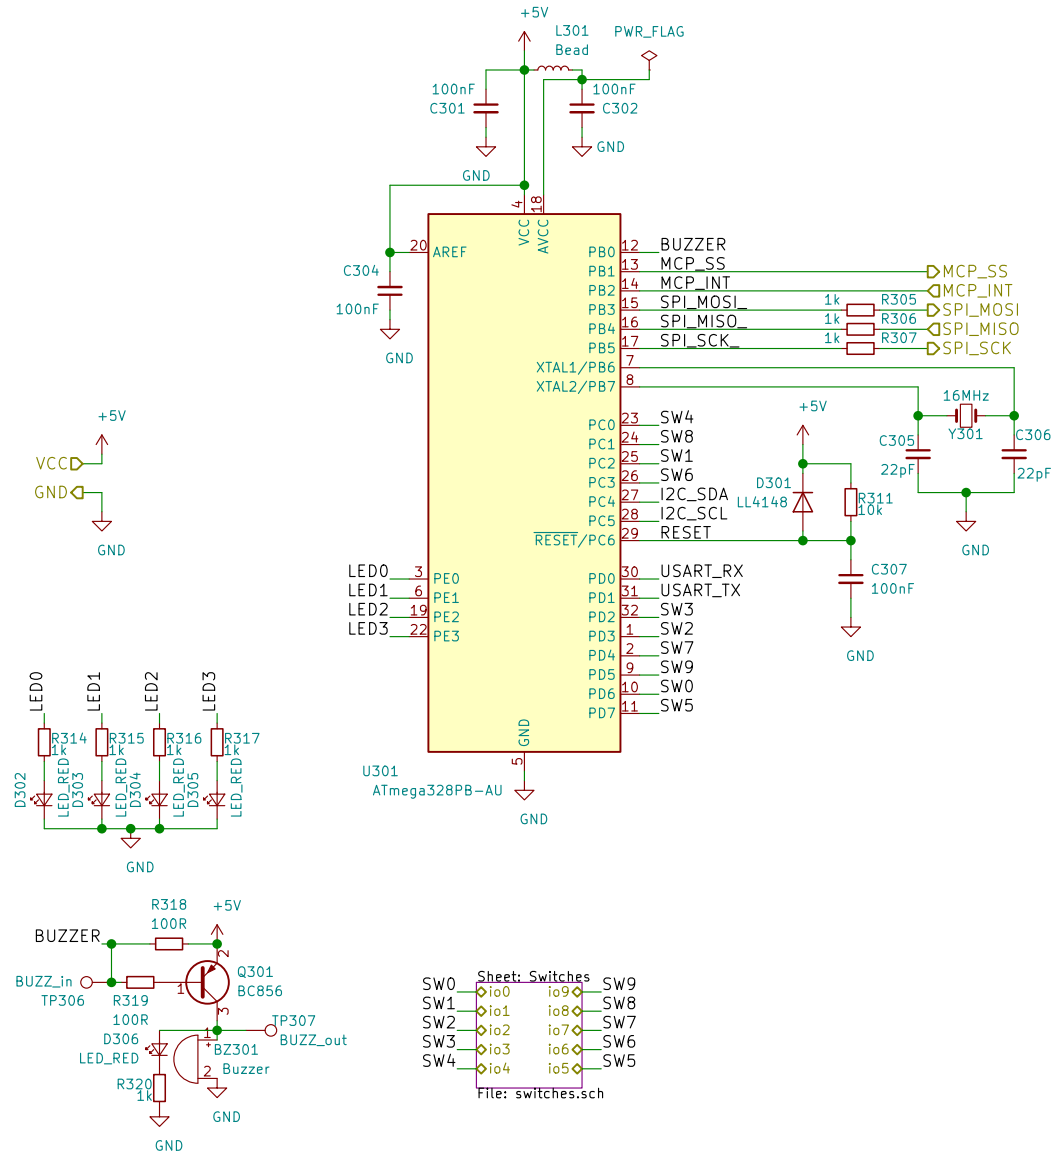 +5V
L301
Bead
PWR_FLAG
100nF
C301
100nF
C302
GND
GND
4
VCC
18
AVCC
20
AREF
C304
100nF
GND
PB0
12
BUZZER
PB1
13
MCP_SS
MCP_SS
PB2
14
MCP_INT
MCP_INT
PB3
15
SPI_MOSI_
1k
R305
SPI_MOSI
PB4
16
SPI_MISO_
1k
R306
SPI_MISO
PB5
17
SPI_SCK_
1k
R307
SPI_SCK
XTAL1/PB6
7
XTAL2/PB7
8
16MHz
Y301
C305
22pF
C306
22pF
GND
+5V
VCC
GND
GND
PC0
23
SW4
PC1
24
SW8
PC2
25
SW1
PC3
26
SW6
PC4
27
I2C_SDA
PC5
28
I2C_SCL
RESET/PC6
29
RESET
+5V
D301
LL4148
R311
10k
C307
100nF
GND
LED0
3
PE0
LED1
6
PE1
LED2
19
PE2
LED3
22
PE3
PD0
30
USART_RX
PD1
31
USART_TX
PD2
32
SW3
PD3
1
SW2
PD4
2
SW7
PD5
9
SW9
PD6
10
SW0
PD7
11
SW5
GND
5
U301
ATmega328PB-AU
GND
LED0
LED1
LED2
LED3
R314
1k
R315
1k
R316
1k
R317
1k
D302
LED_RED
D303
LED_RED
D304
LED_RED
D305
LED_RED
GND
R318
100R
+5V
BUZZER
BUZZ_in
TP306
R319
100R
1
2
3
Q301
BC856
TP307
BUZZ_out
D306
LED_RED
1
+
2
BZ301
Buzzer
R320
1k
GND
GND
Sheet: Switches
SW0
io0
io9
SW9
SW1
io1
io8
SW8
SW2
io2
io7
SW7
SW3
io3
io6
SW6
SW4
io4
io5
SW5
File: switches.sch